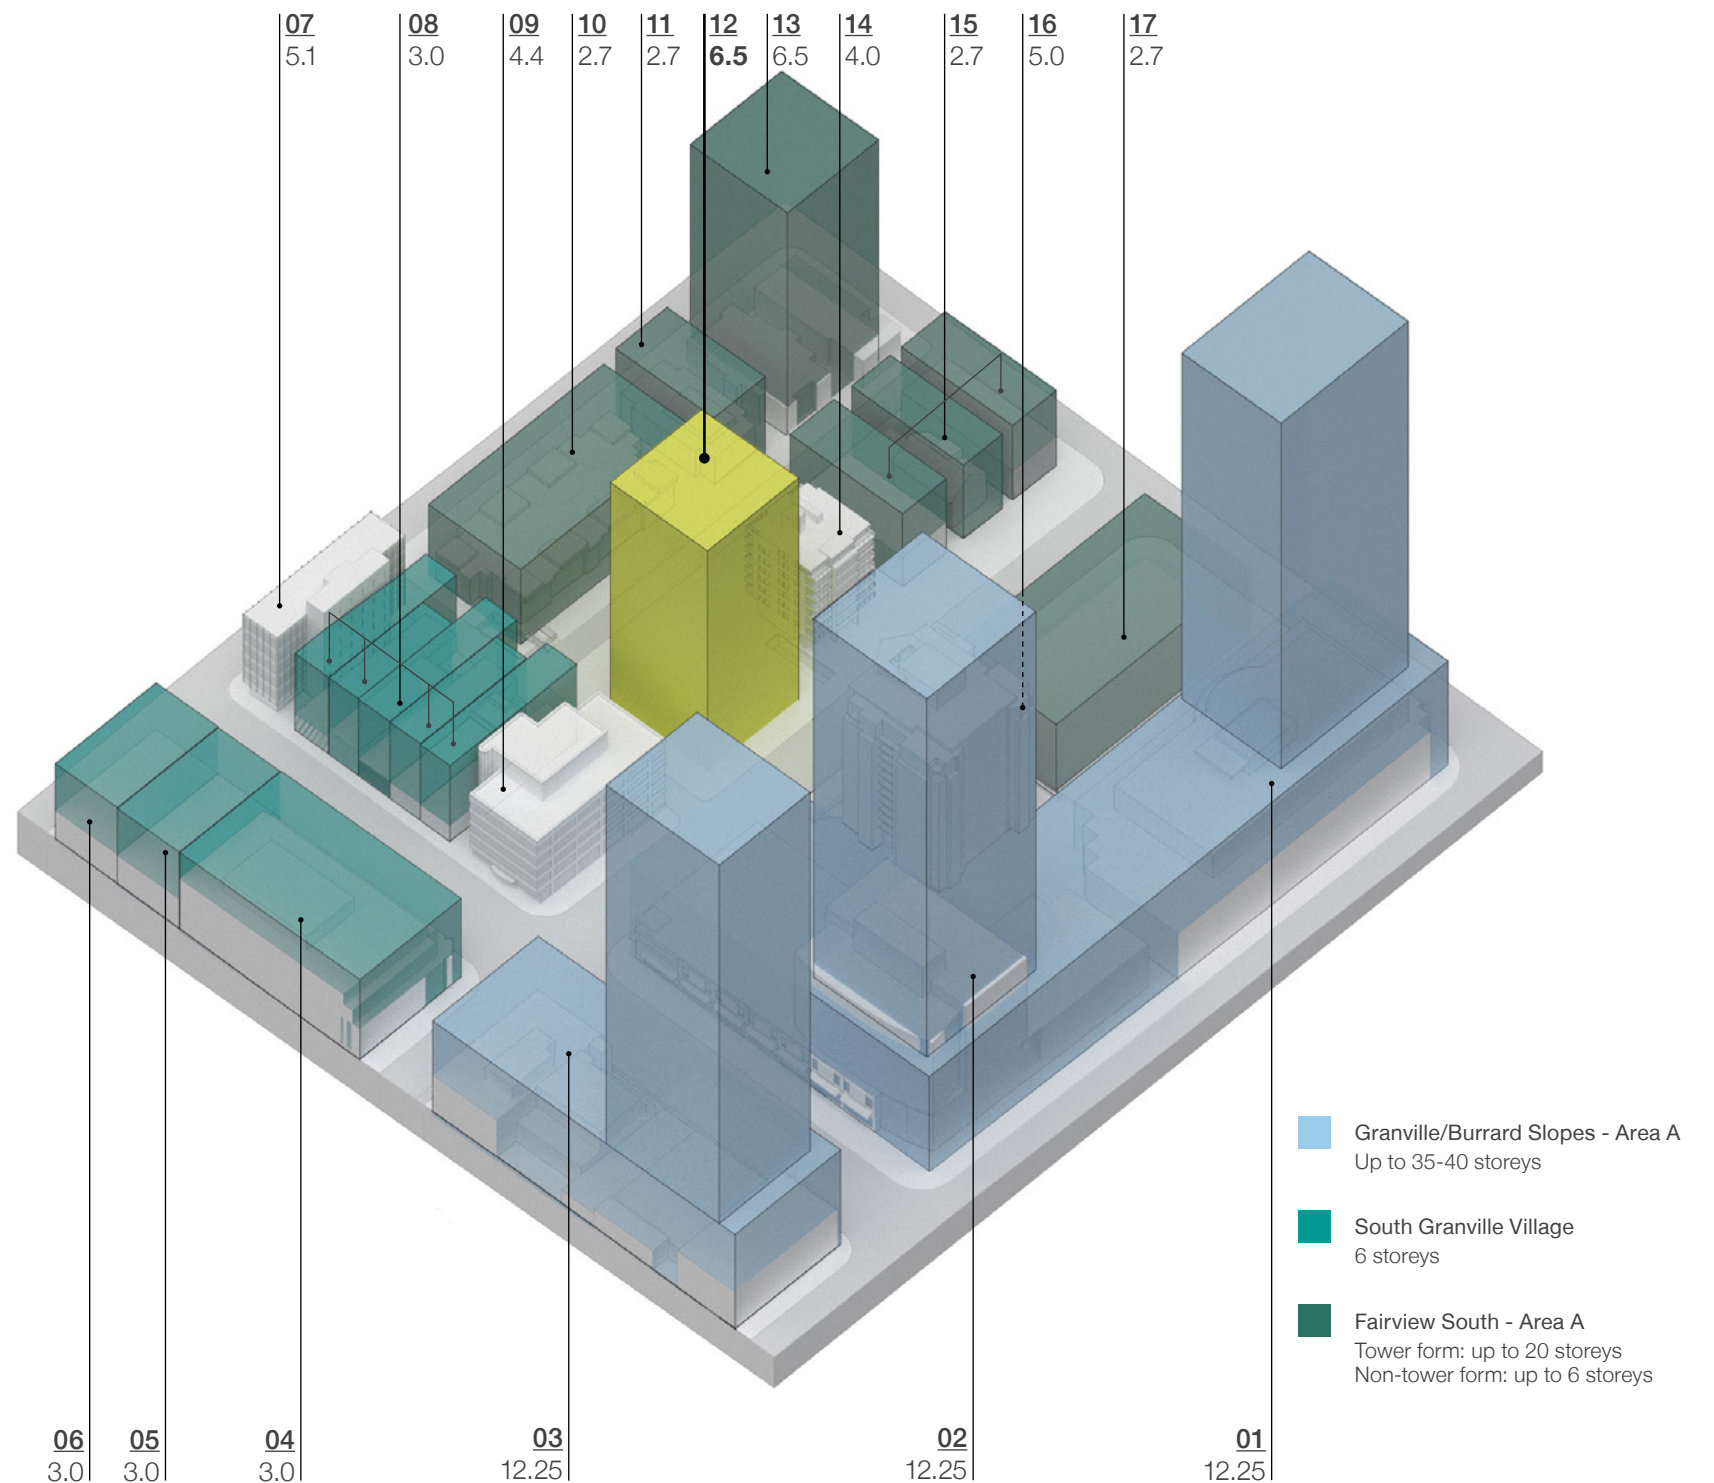 07 08 09 10 11 12 13 14 15 16 17
5.1 3.0 4.4 2.7 2.7 6.5 6.5 4.0 2.7 5.0 2.7
Granville/Burrard Slopes - Area A
Up to 35-40 storeys
South Granville Village
6 storeys
Fairview South - Area A
Tower form: up to 20 storeys
Non-tower form: up to 6 storeys
06 05 04 03 02 01
3.0 3.0 3.0 12.25 12.25 12.25